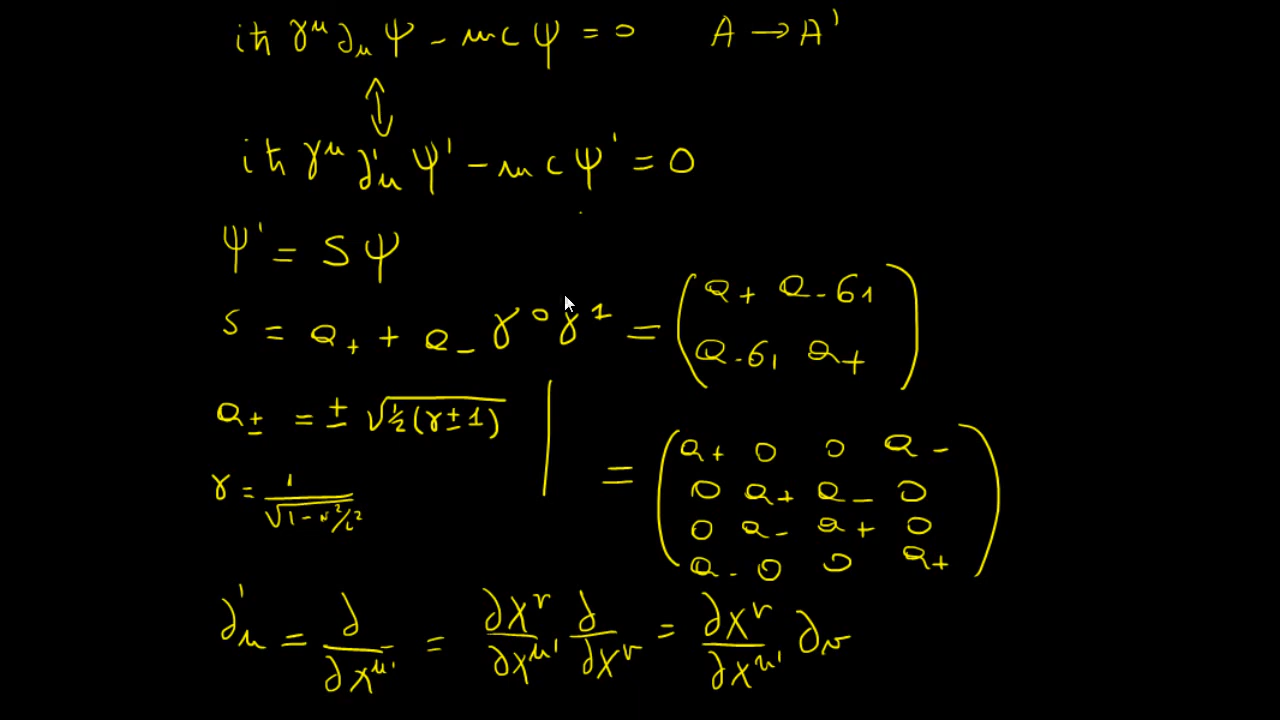 iħ γ^μ ∂_μ ψ - mc ψ = 0    A → A'
↕
iħ γ^μ ∂'_μ ψ' - mc ψ' = 0
ψ' = S ψ
S = a_+ + a_- γ^0 γ^1 = ( a_+ a_- σ_1
a_- σ_1 a_+ )
a_± = ± √(½(γ ± 1))
γ = 1/√(1 - v²/c²)
= ( a_+ 0 0 a_-
0 a_+ a_- 0
0 a_- a_+ 0
a_- 0 0 a_+ )
∂'_μ = ∂/∂x^μ' = ∂x^ν/∂x^μ' ∂/∂x^ν = ∂x^ν/∂x^μ' ∂_ν